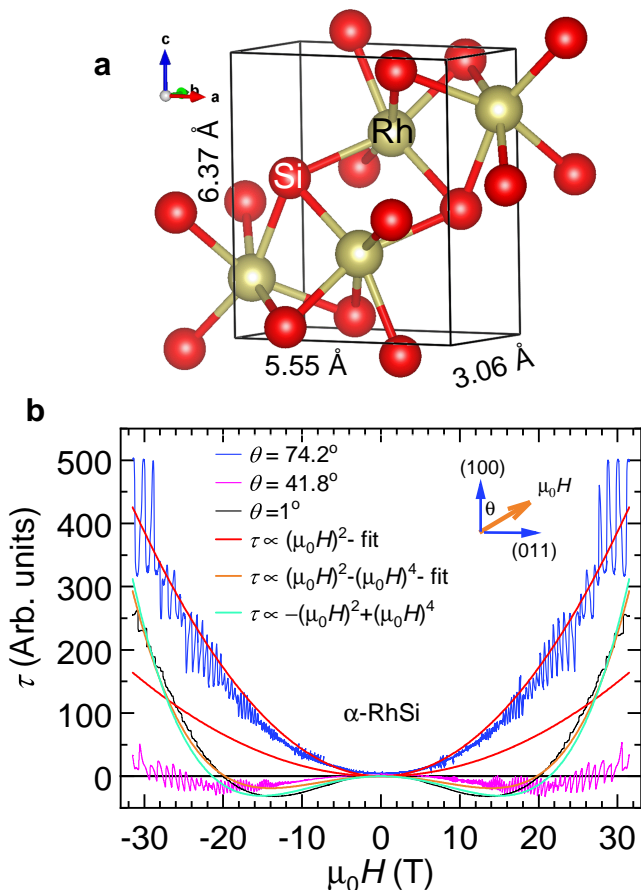 a
c
b
a
Rh
Si
6.37 Å
5.55 Å
3.06 Å
b
500
400
300
200
100
0
τ (Arb. units)
θ = 74.2°
θ = 41.8°
θ =1°
τ ∝ (μ₀H)²- fit
τ ∝ (μ₀H)²-(μ₀H)⁴- fit
τ ∝ −(μ₀H)²+(μ₀H)⁴
(100)
θ
μ₀H
(011)
α-RhSi
-30 -20 -10 0 10 20 30
μ₀H (T)